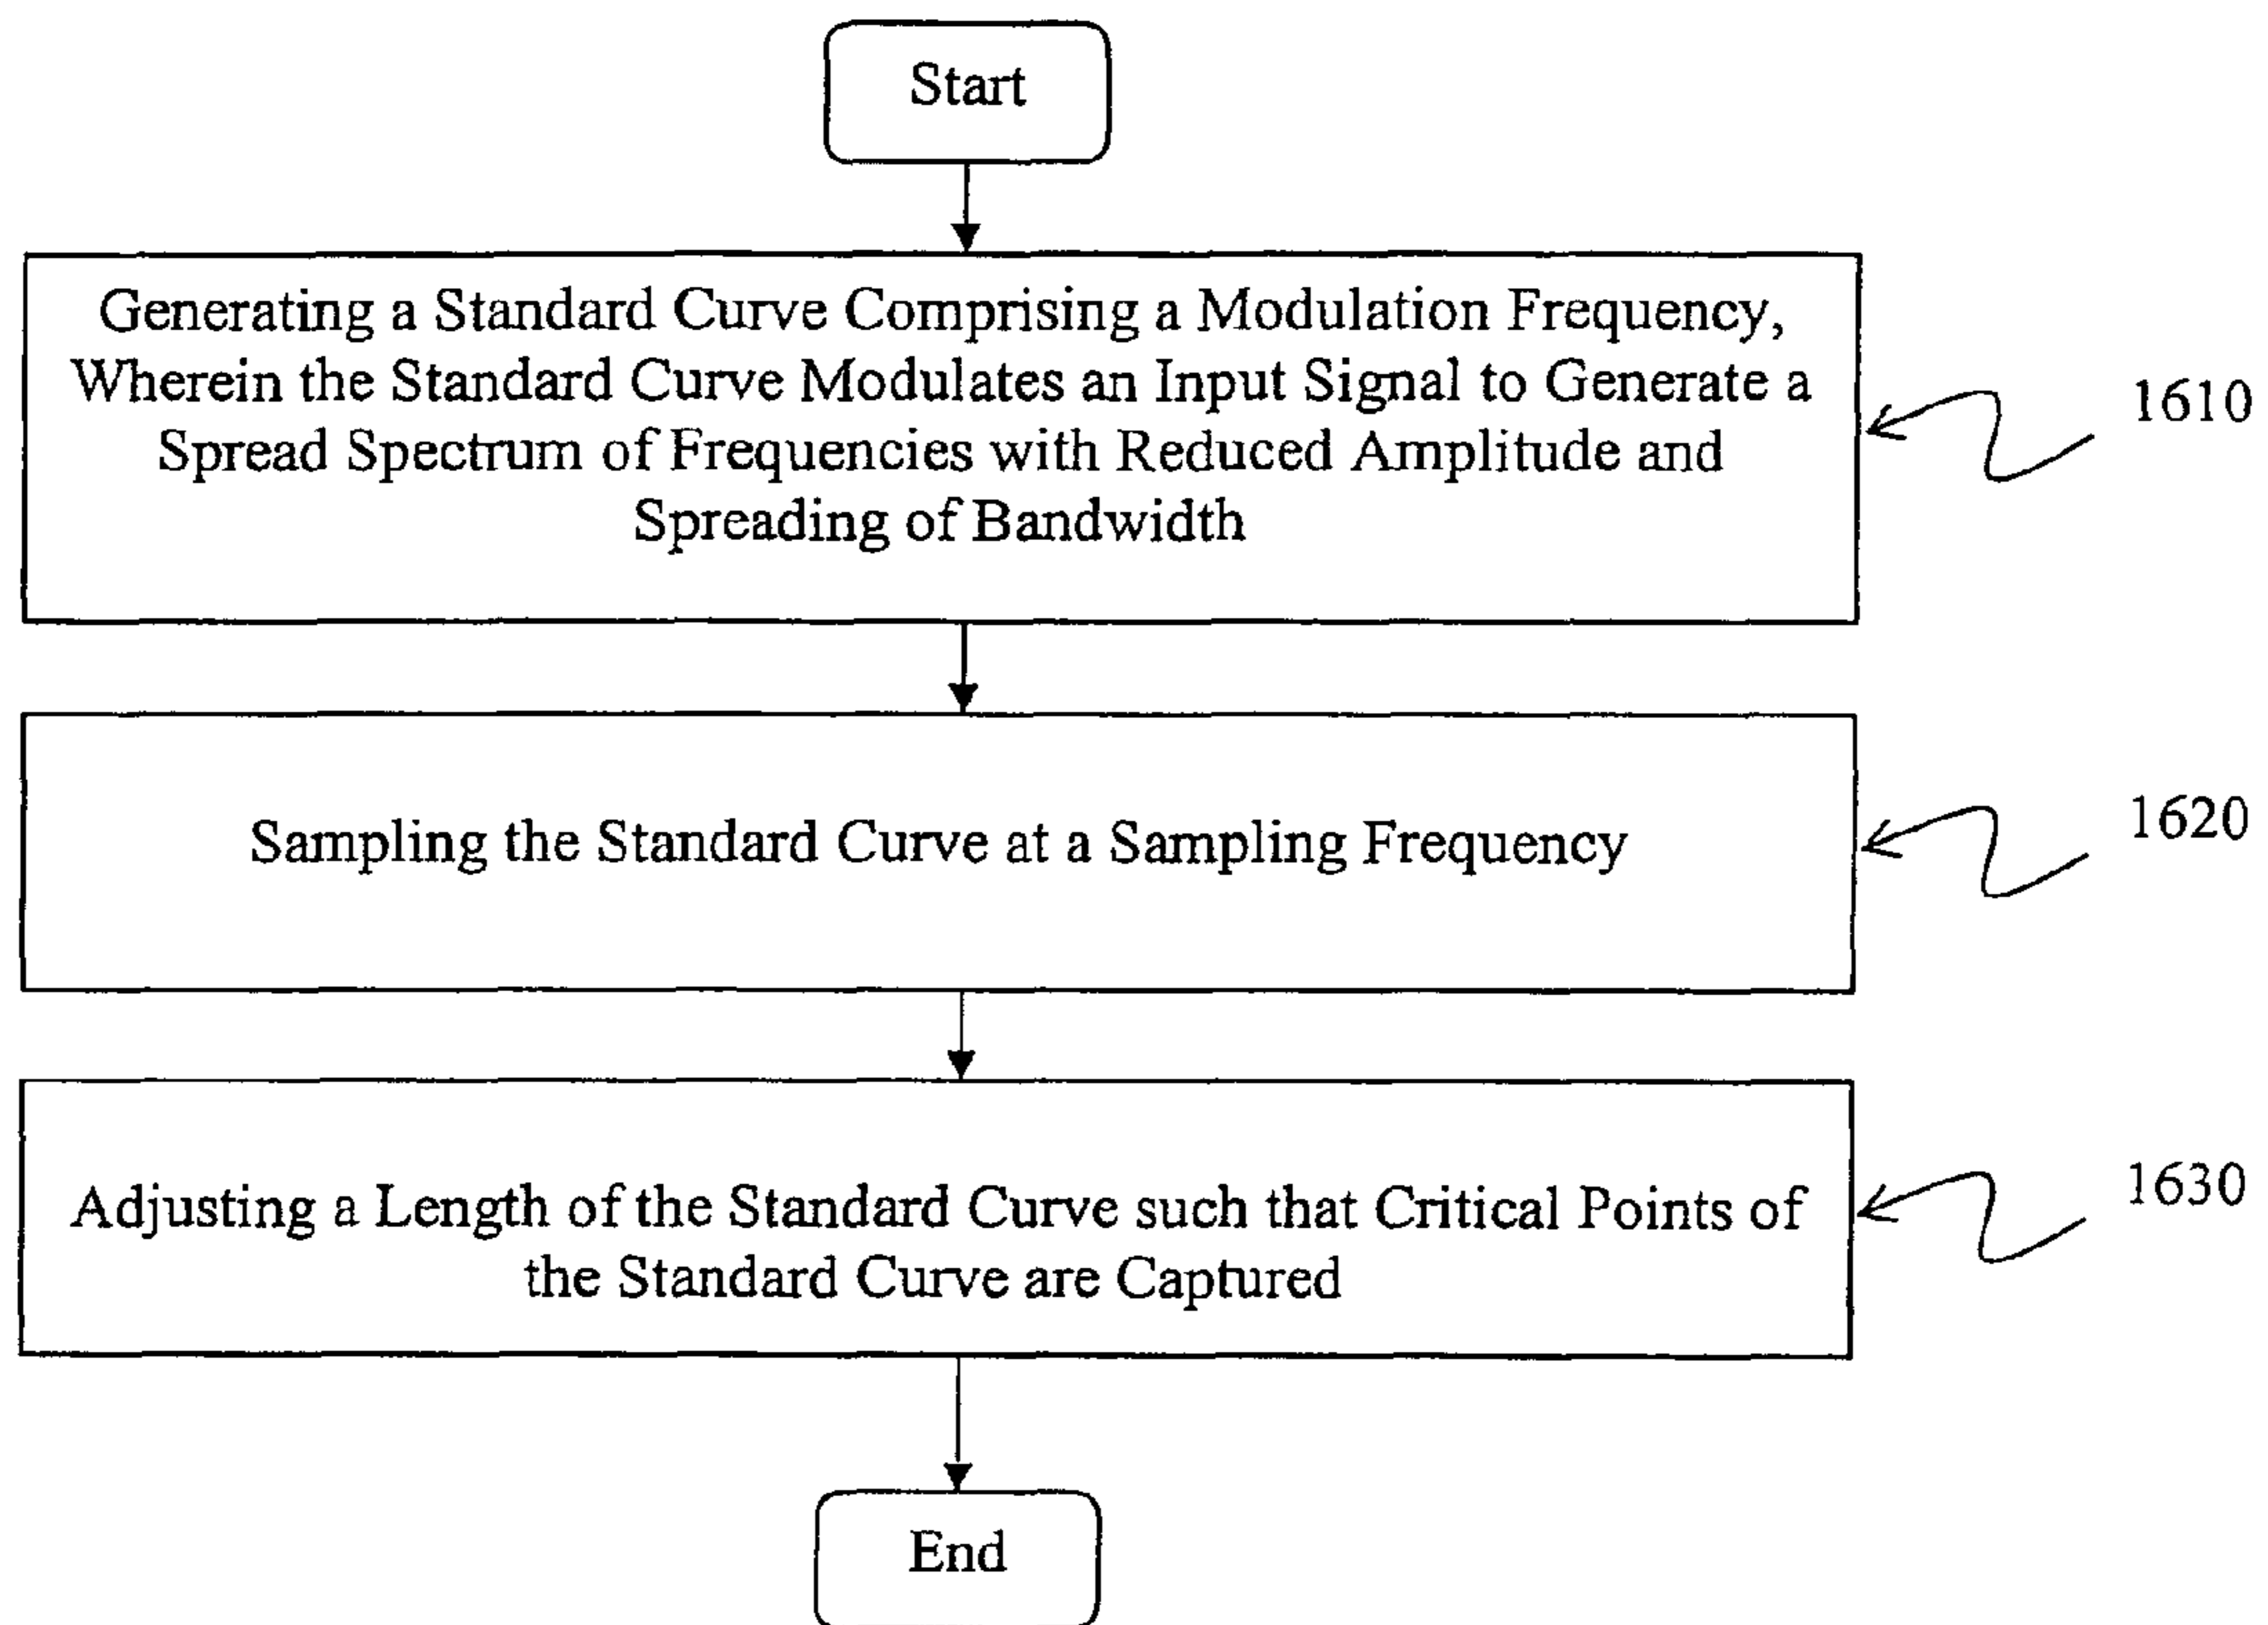 Start
Generating a Standard Curve Comprising a Modulation Frequency,
Wherein the Standard Curve Modulates an Input Signal to Generate a
Spread Spectrum of Frequencies with Reduced Amplitude and
Spreading of Bandwidth
1610
Sampling the Standard Curve at a Sampling Frequency
1620
Adjusting a Length of the Standard Curve such that Critical Points of
the Standard Curve are Captured
1630
End